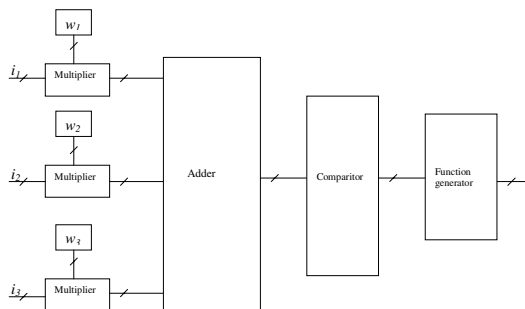 w1
i1
Multiplier
w2
i2
Multiplier
Adder
Comparitor
Function
generator
w3
i3
Multiplier